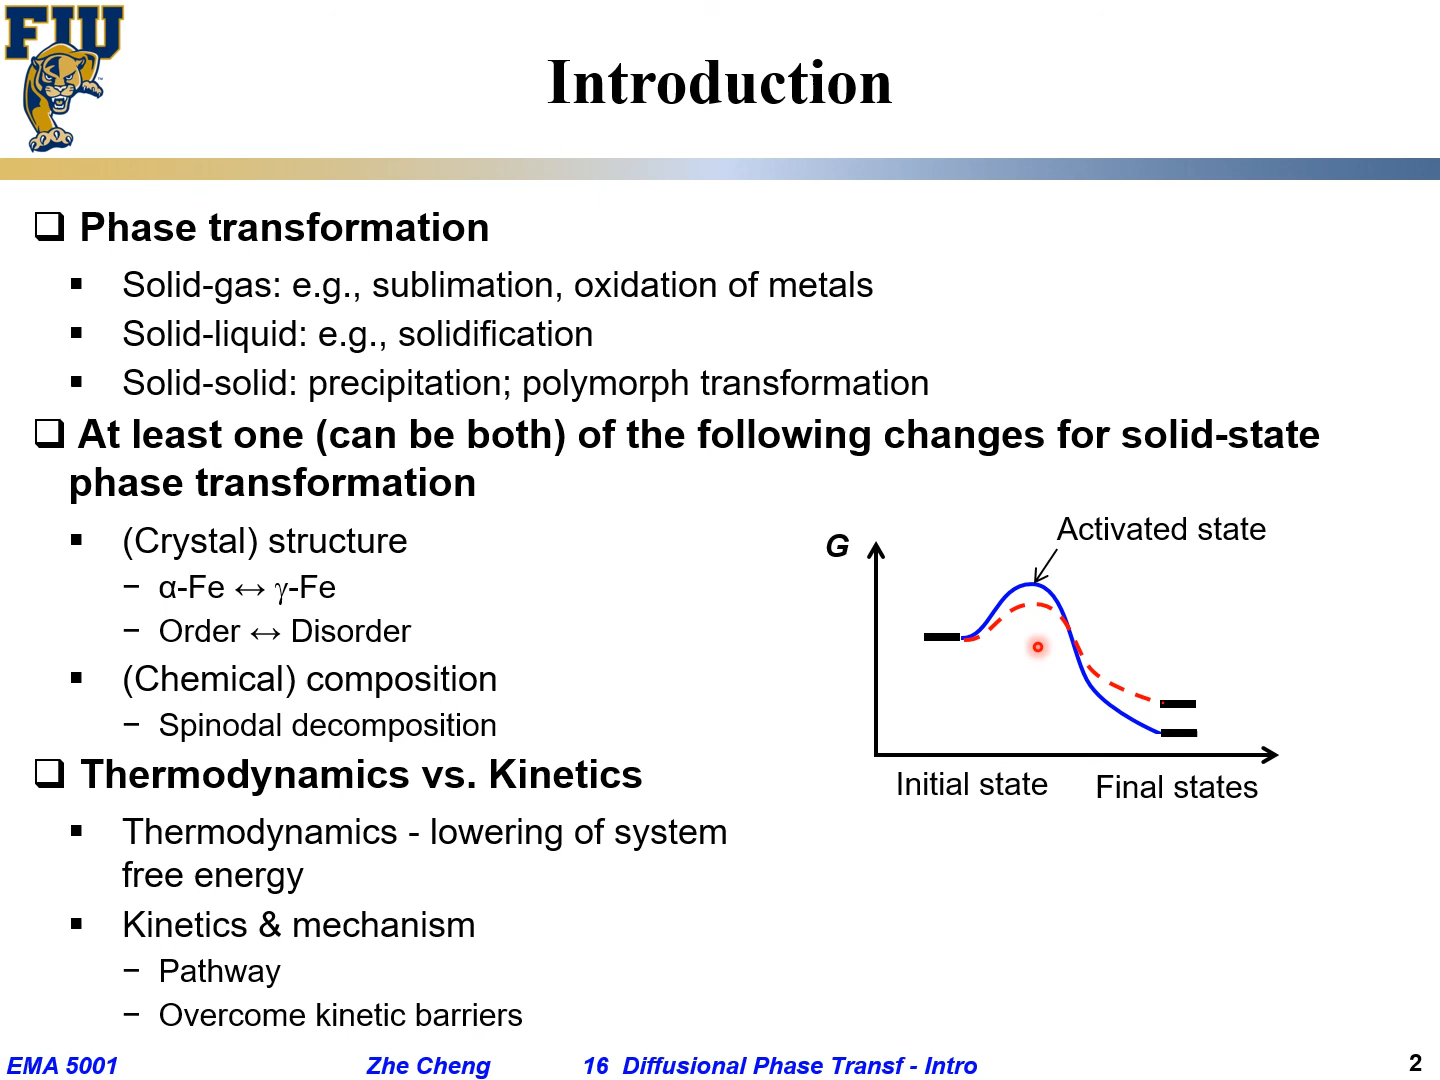 FIU
Introduction
❑ Phase transformation
▪ Solid-gas: e.g., sublimation, oxidation of metals
▪ Solid-liquid: e.g., solidification
▪ Solid-solid: precipitation; polymorph transformation
❑ At least one (can be both) of the following changes for solid-state
phase transformation
▪ (Crystal) structure
− α-Fe ↔ γ-Fe
− Order ↔ Disorder
▪ (Chemical) composition
− Spinodal decomposition
❑ Thermodynamics vs. Kinetics
▪ Thermodynamics - lowering of system
free energy
▪ Kinetics & mechanism
− Pathway
− Overcome kinetic barriers
G
Activated state
Initial state
Final states
EMA 5001
Zhe Cheng
16 Diffusional Phase Transf - Intro
2